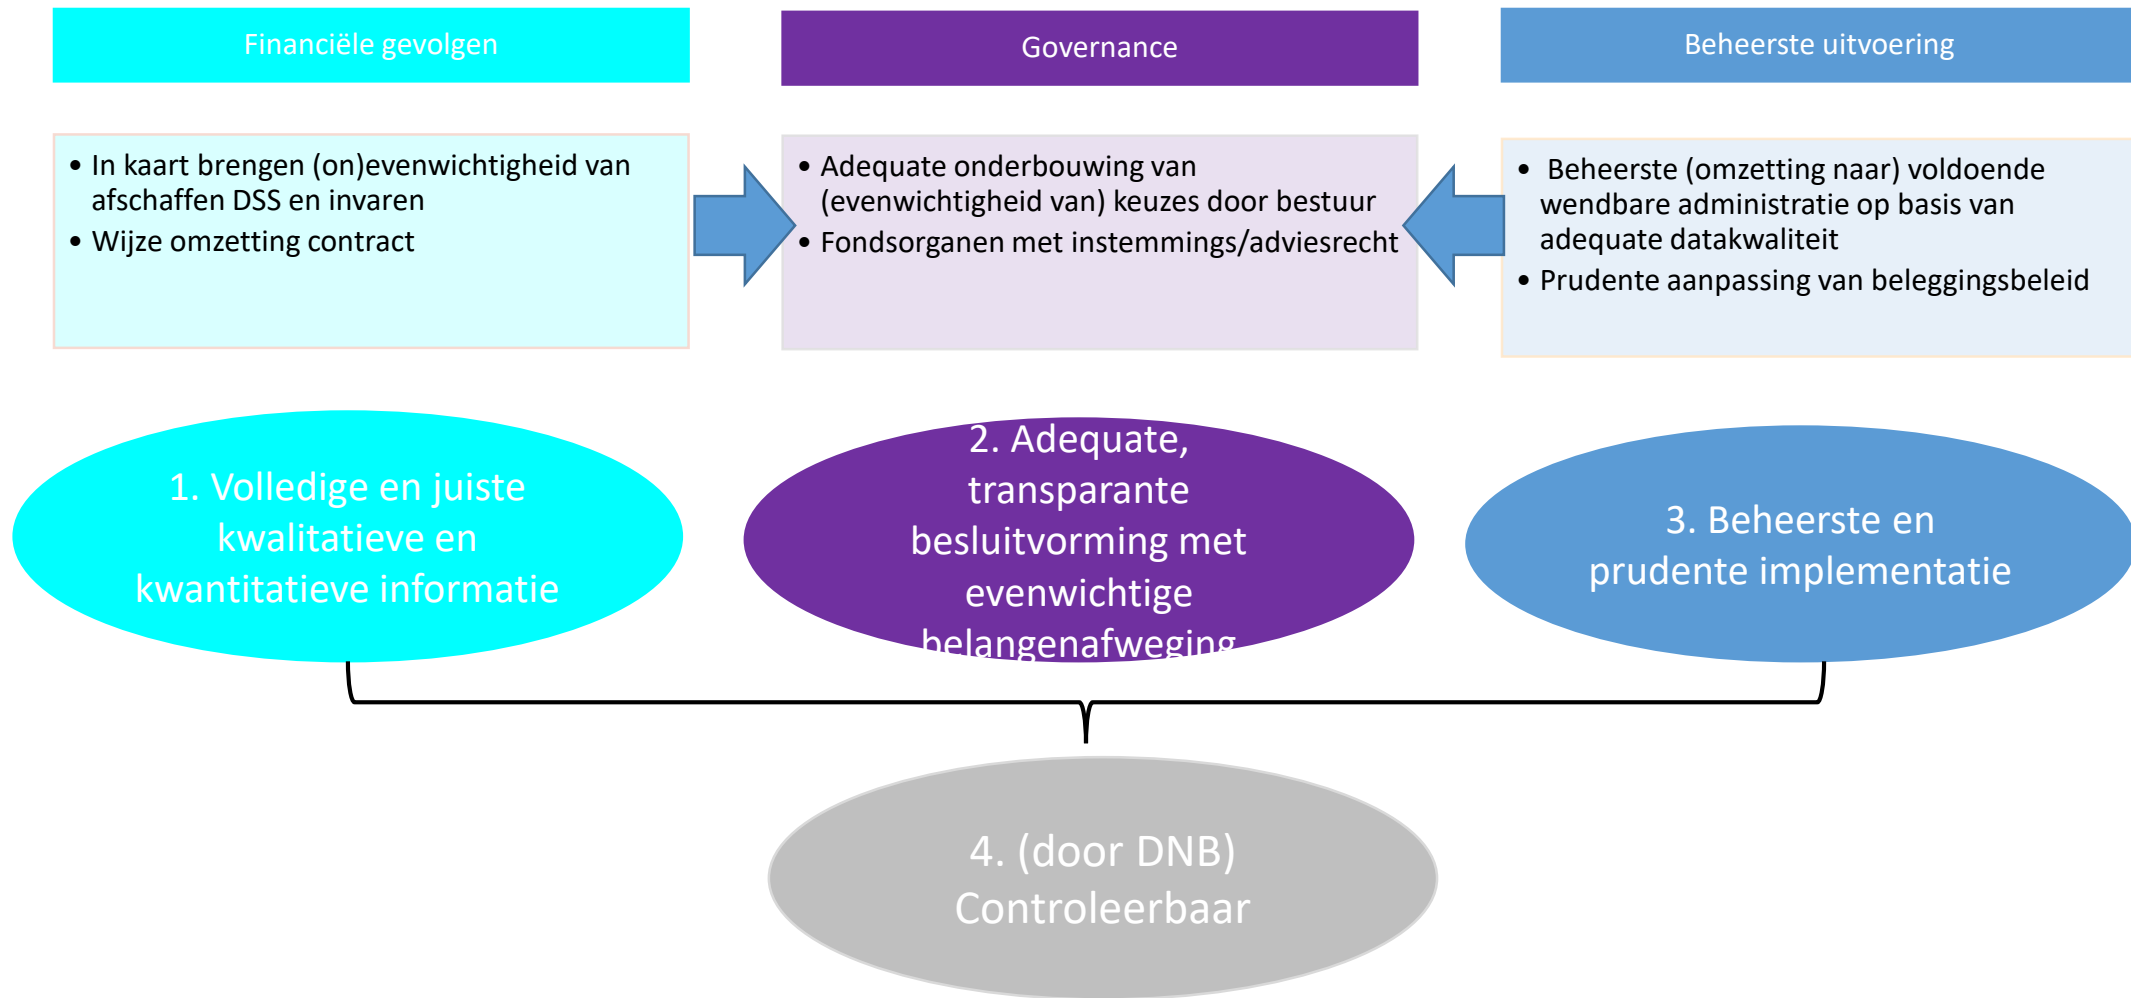 Financiële gevolgen
Governance
Beheerste uitvoering
• In kaart brengen (on)evenwichtigheid van
afschaffen DSS en invaren
• Wijze omzetting contract
• Adequate onderbouwing van
(evenwichtigheid van) keuzes door bestuur
• Fondsorganen met instemmings/adviesrecht
• Beheerste (omzetting naar) voldoende
wendbare administratie op basis van
adequate datakwaliteit
• Prudente aanpassing van beleggingsbeleid
1. Volledige en juiste
kwalitatieve en
kwantitatieve informatie
2. Adequate,
transparante
besluitvorming met
evenwichtige
belangenafweging
3. Beheerste en
prudente implementatie
4. (door DNB)
Controleerbaar